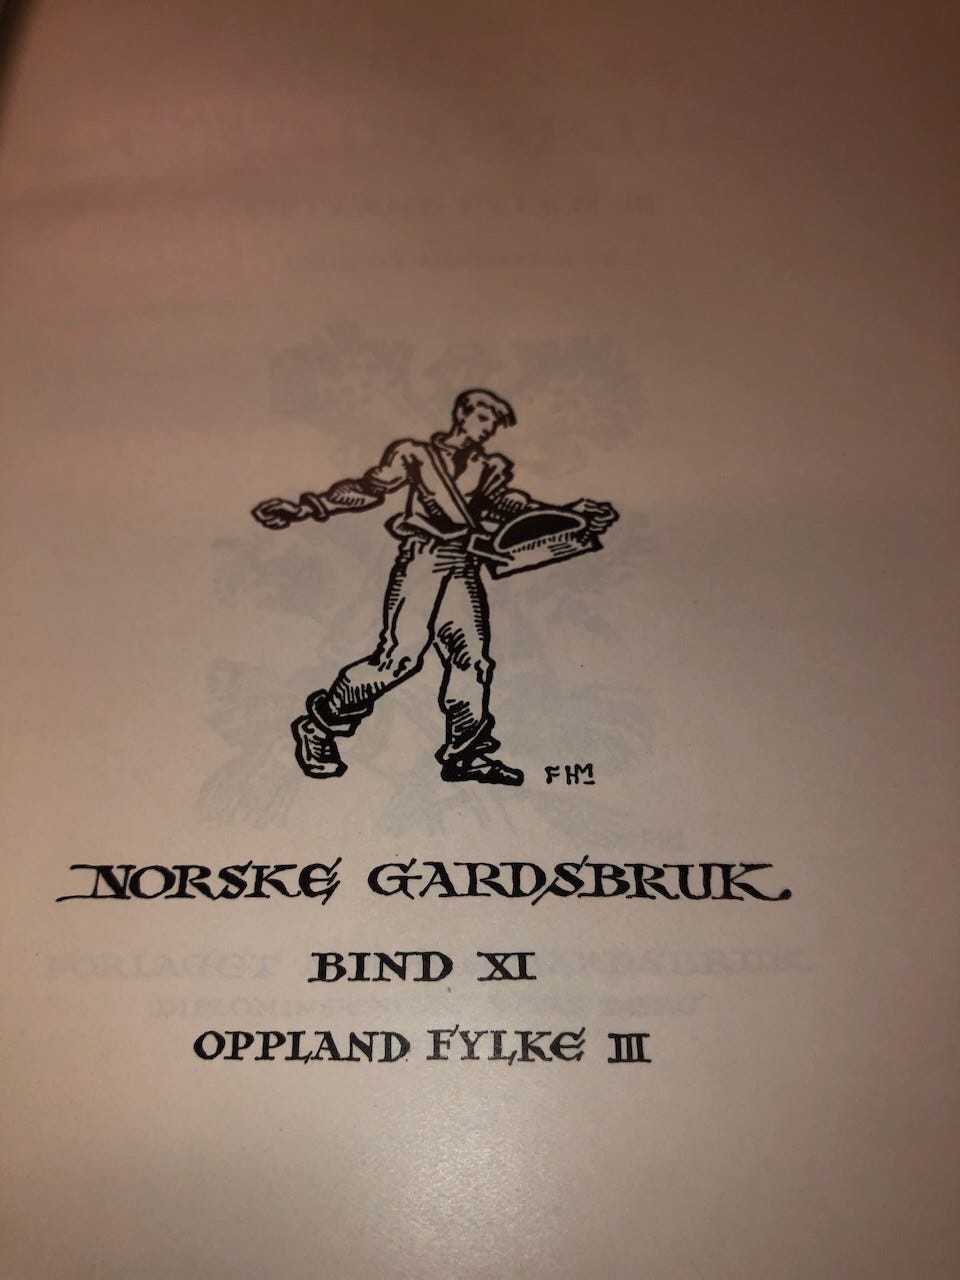 FHM
NORSKE GARDSBRUK
BIND XI
OPPLAND FYLKE III